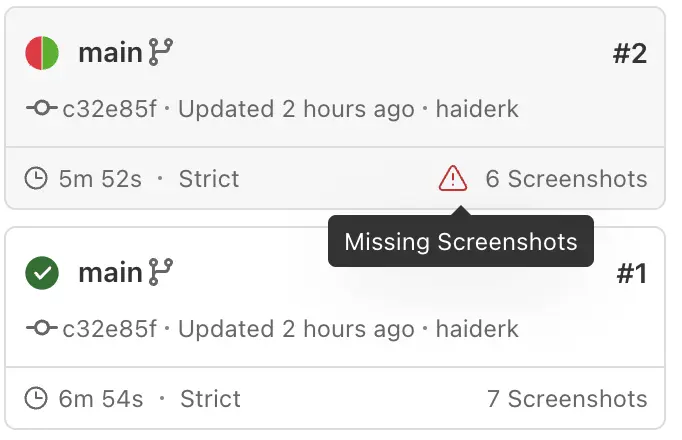 main #2
c32e85f · Updated 2 hours ago · haiderk
5m 52s · Strict 6 Screenshots
Missing Screenshots
main #1
c32e85f · Updated 2 hours ago · haiderk
6m 54s · Strict 7 Screenshots